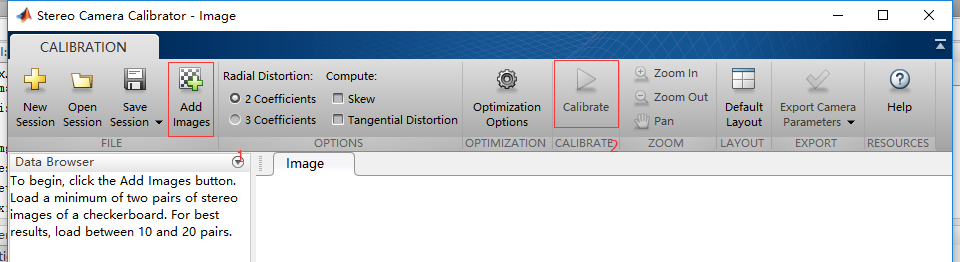 Stereo Camera Calibrator - Image
CALIBRATION
New Session
Open Session
Save Session
Add Images
Radial Distortion:
2 Coefficients
3 Coefficients
Compute:
Skew
Tangential Distortion
Optimization Options
Calibrate
Zoom In
Zoom Out
Pan
Default Layout
Export Camera Parameters
Help
FILE
OPTIONS
OPTIMIZATION
CALIBRATE
ZOOM
LAYOUT
EXPORT
RESOURCES
1
2
Data Browser
Image
To begin, click the Add Images button.
Load a minimum of two pairs of stereo
images of a checkerboard. For best
results, load between 10 and 20 pairs.